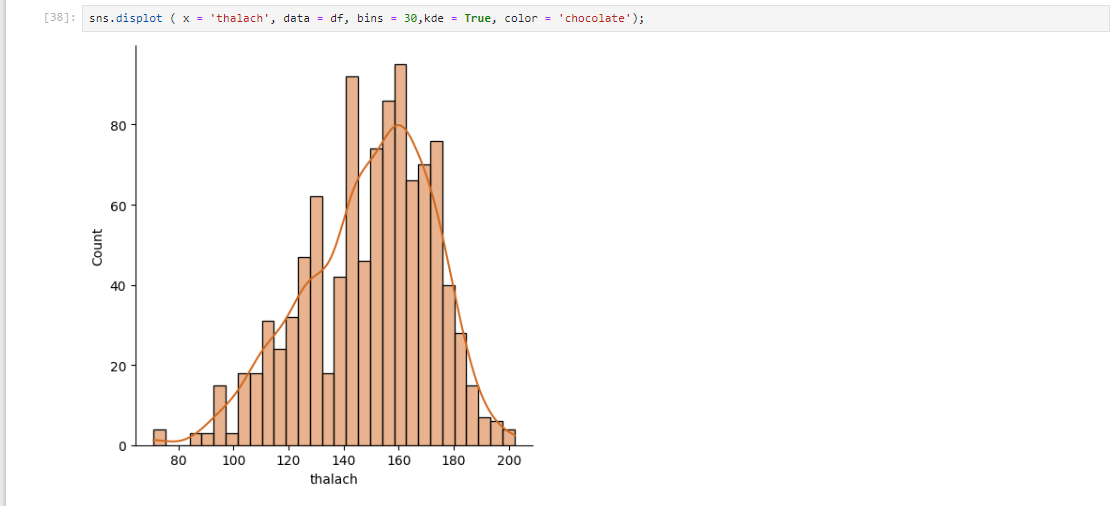 [38]: sns.displot ( x = 'thalach', data = df, bins = 30,kde = True, color = 'chocolate');
80
60
40
20
0
Count
80 100 120 140 160 180 200
thalach